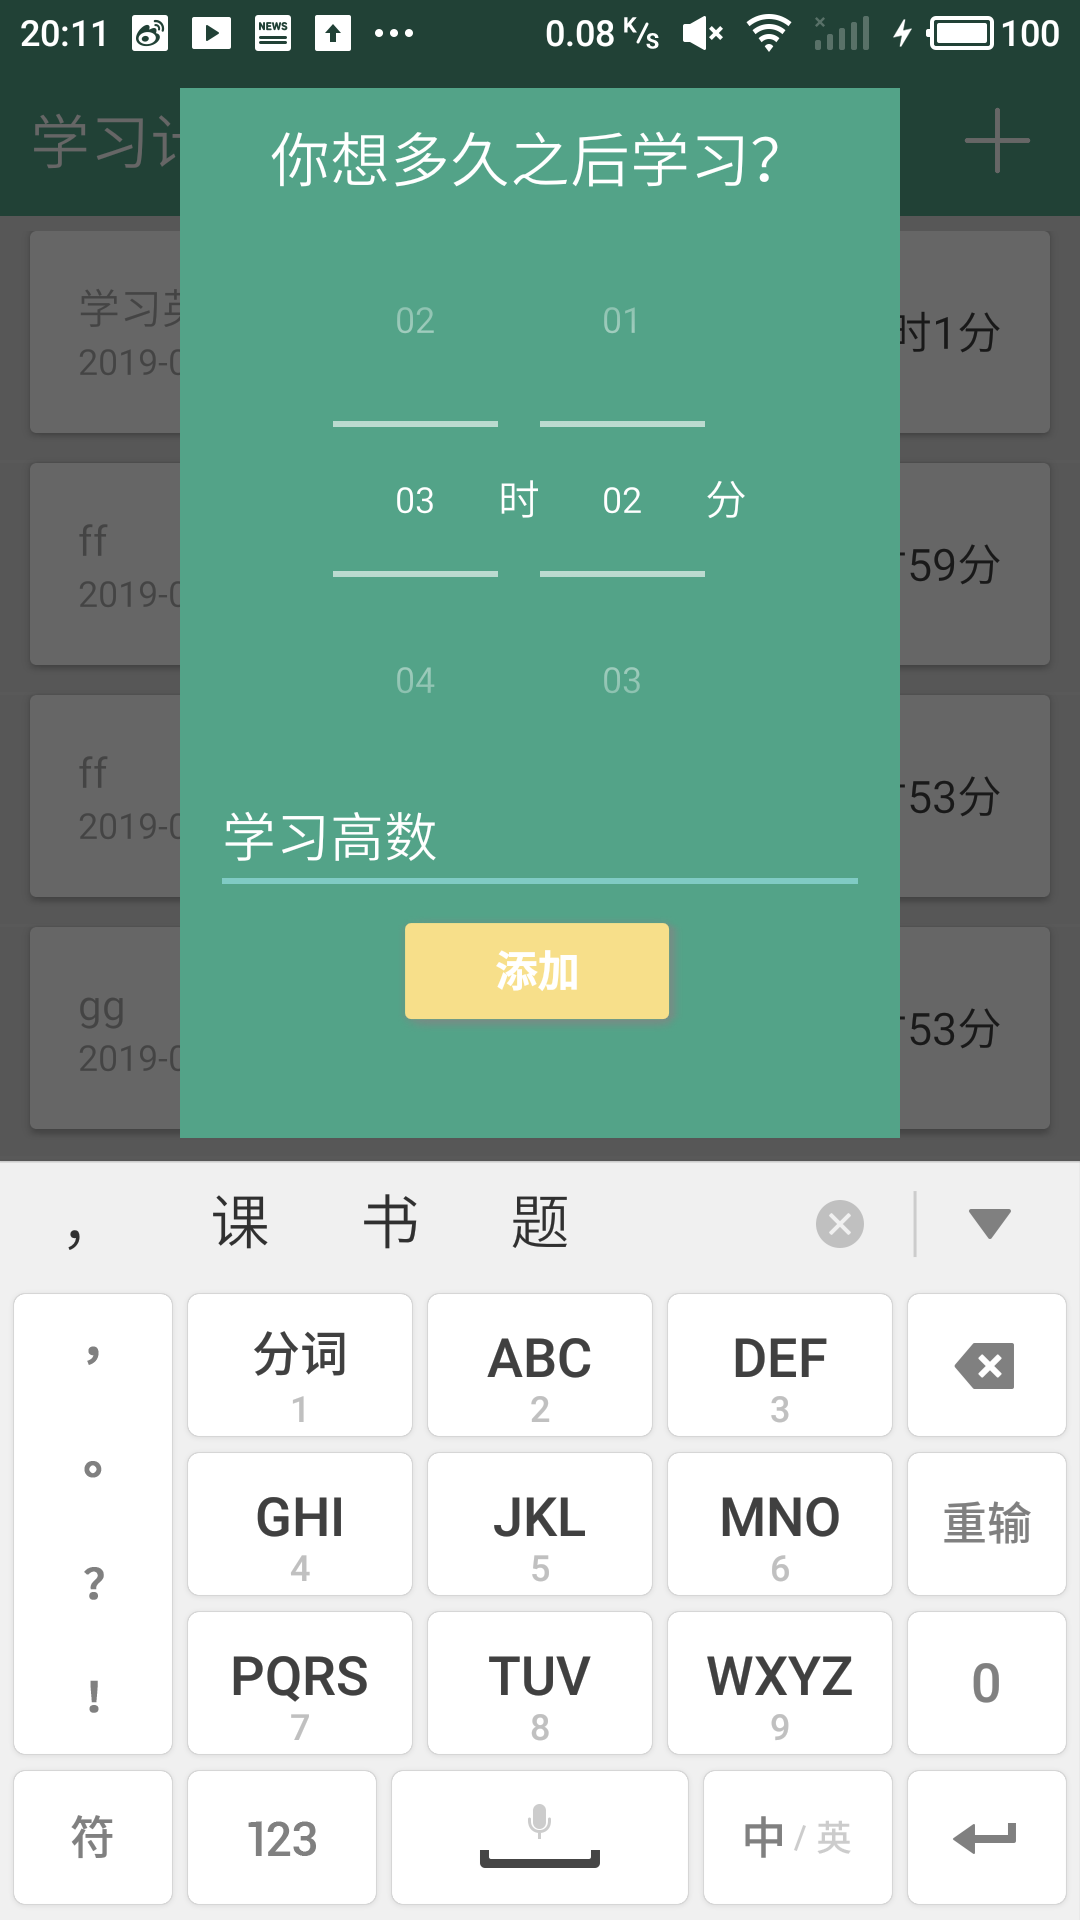 20:11 NEWS 0.08 K/s 100
学习计
你想多久之后学习？
学习英
2019-0
时1分
02 01
03 时 02 分
04 03
ff
2019-0
59分
ff
2019-0
53分
学习高数
添加
gg
2019-0
53分
， 课 书 题
，
。
？
！
分词 1
ABC 2
DEF 3
GHI 4
JKL 5
MNO 6
重输
PQRS 7
TUV 8
WXYZ 9
0
符 123 中/英